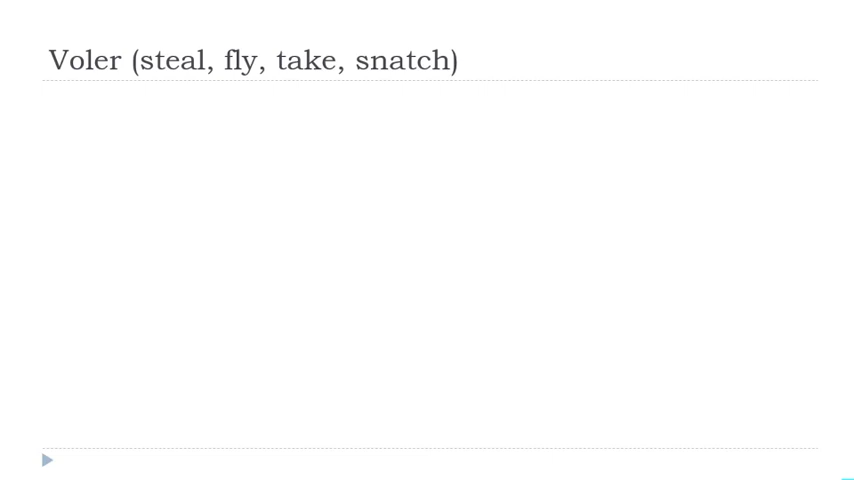 Voler (steal, fly, take, snatch)